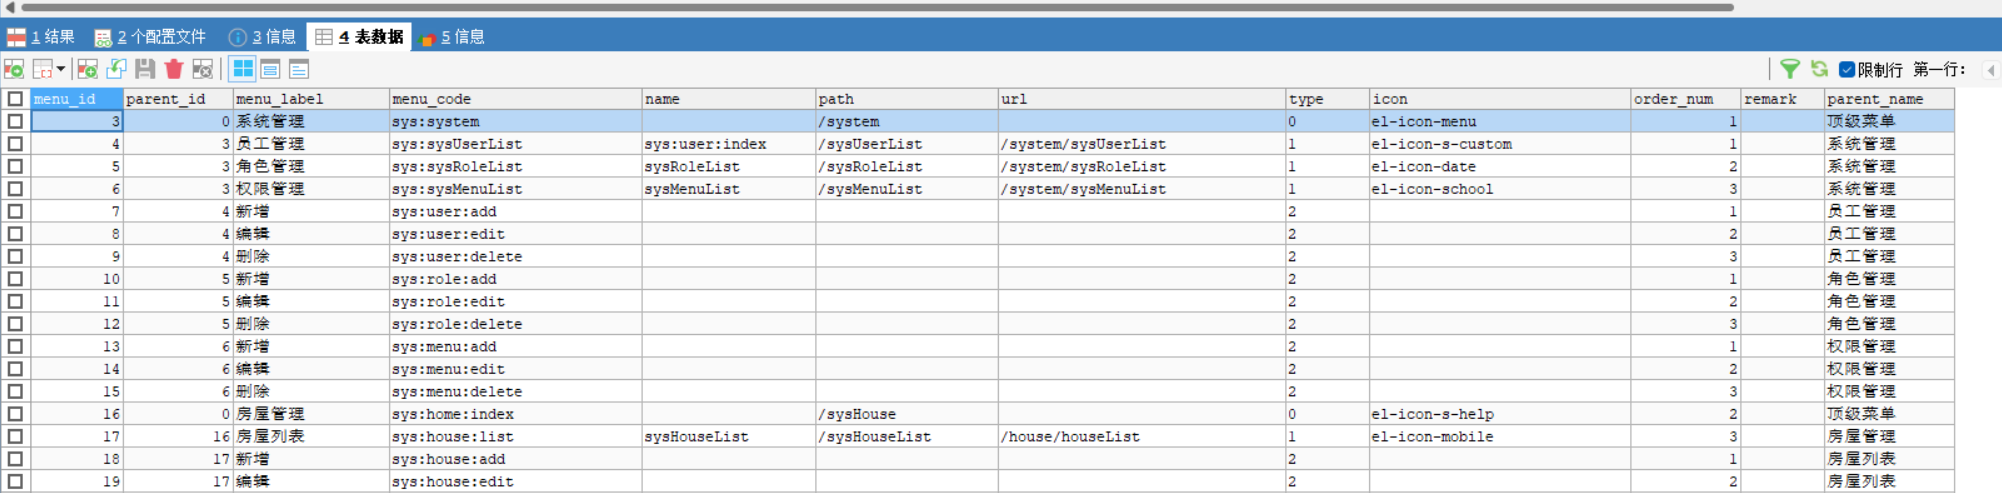 1 结果 2 个配置文件 3 信息 4 表数据 5 信息
限制行 第一行：
menu_id parent_id menu_label menu_code name path url type icon order_num remark parent_name
3 0 系统管理 sys:system /system 0 el-icon-menu 1 顶级菜单
4 3 员工管理 sys:sysUserList sys:user:index /sysUserList /system/sysUserList 1 el-icon-s-custom 1 系统管理
5 3 角色管理 sys:sysRoleList sysRoleList /sysRoleList /system/sysRoleList 1 el-icon-date 2 系统管理
6 3 权限管理 sys:sysMenuList sysMenuList /sysMenuList /system/sysMenuList 1 el-icon-school 3 系统管理
7 4 新增 sys:user:add 2 1 员工管理
8 4 编辑 sys:user:edit 2 2 员工管理
9 4 删除 sys:user:delete 2 3 员工管理
10 5 新增 sys:role:add 2 1 角色管理
11 5 编辑 sys:role:edit 2 2 角色管理
12 5 删除 sys:role:delete 2 3 角色管理
13 6 新增 sys:menu:add 2 1 权限管理
14 6 编辑 sys:menu:edit 2 2 权限管理
15 6 删除 sys:menu:delete 2 3 权限管理
16 0 房屋管理 sys:home:index /sysHouse 0 el-icon-s-help 2 顶级菜单
17 16 房屋列表 sys:house:list sysHouseList /sysHouseList /house/houseList 1 el-icon-mobile 3 房屋管理
18 17 新增 sys:house:add 2 1 房屋列表
19 17 编辑 sys:house:edit 2 2 房屋列表